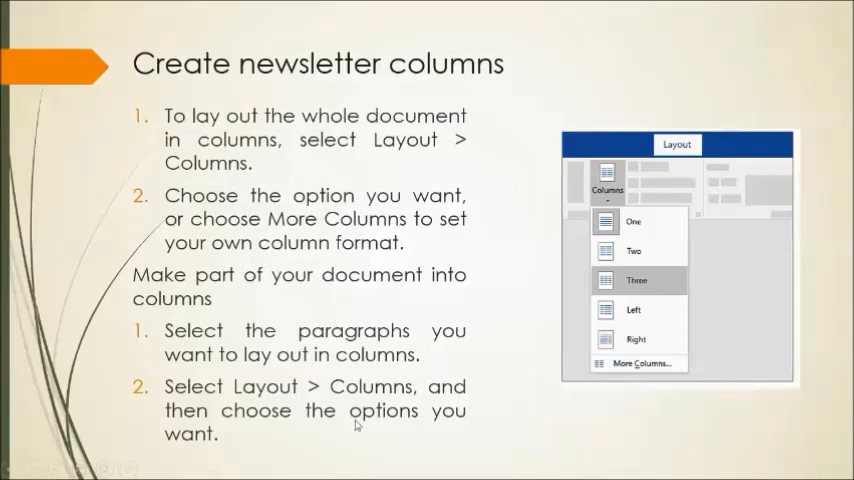 Create newsletter columns
1. To lay out the whole document
in columns, select Layout >
Columns.
2. Choose the option you want,
or choose More Columns to set
your own column format.
Make part of your document into
columns
1. Select the paragraphs you
want to lay out in columns.
2. Select Layout > Columns, and
then choose the options you
want.
Layout
Columns
One
Two
Three
Left
Right
More Columns...